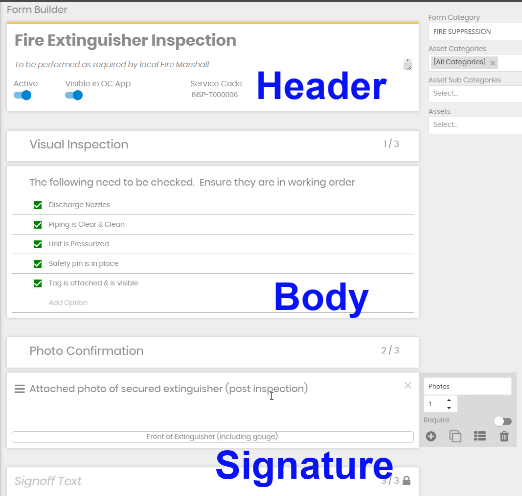 Form Builder
Fire Extinguisher Inspection
To be performed as required by local Fire Marshall
Active
Visible in OC App
Service Code
INSP-T000006
Header
Visual Inspection
1 / 3
The following need to be checked. Ensure they are in working order
Discharge Nozzles
Piping is Clear & Clean
Unit is Pressurized
Safety pin is in place
Tag is attached & is visible
Add Option
Body
Photo Confirmation
2 / 3
Attached photo of secured extinguisher (post inspection)
Front of Extinguisher (including gauge)
Signature
Signoff Text
3 / 3
Form Category
FIRE SUPPRESSION
Asset Categories
[All Categories] x
Asset Sub Categories
Select...
Assets
Select...
Photos
1
Require